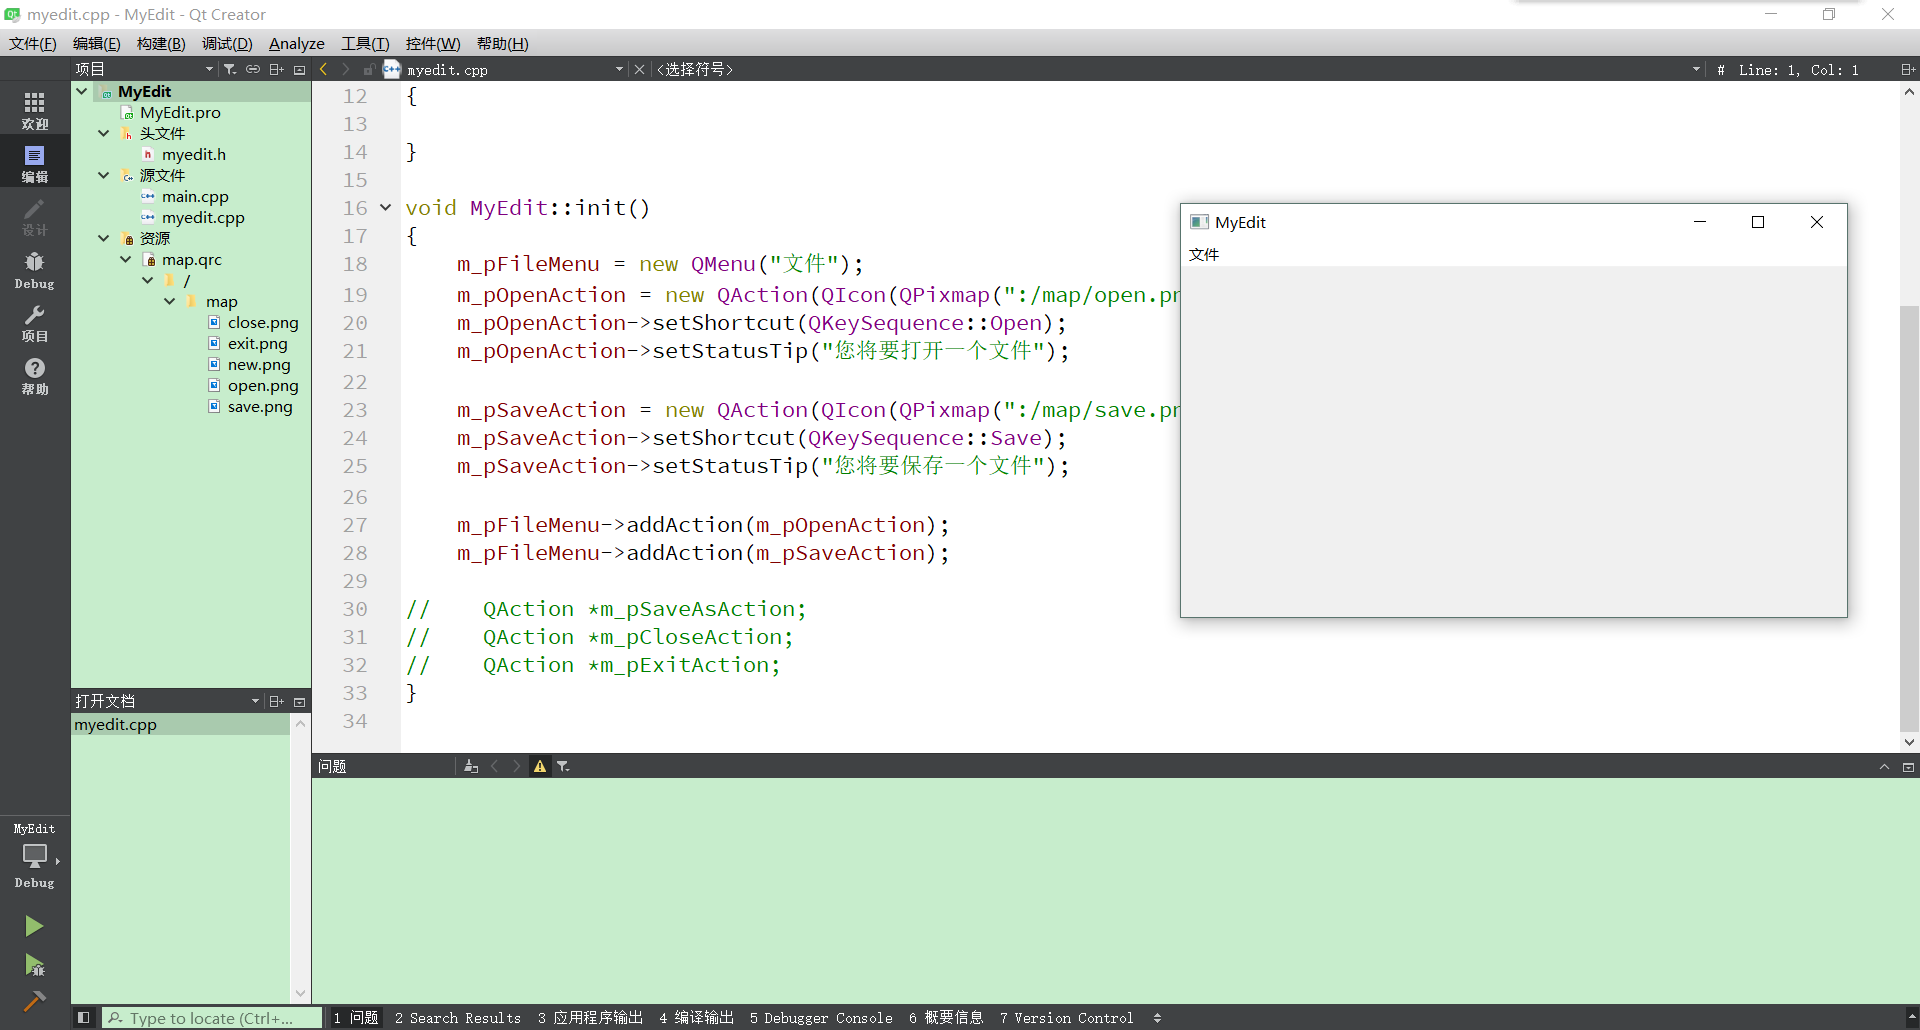 myedit.cpp - MyEdit - Qt Creator
文件(F) 编辑(E) 构建(B) 调试(D) Analyze 工具(T) 控件(W) 帮助(H)
项目
myedit.cpp
<选择符号>
# Line: 1, Col: 1
欢迎
编辑
设计
Debug
项目
帮助
MyEdit
Debug
MyEdit
MyEdit.pro
头文件
myedit.h
源文件
main.cpp
myedit.cpp
资源
map.qrc
/
map
close.png
exit.png
new.png
open.png
save.png
打开文档
myedit.cpp
12 {
13
14 }
15
16 void MyEdit::init()
17 {
18 m_pFileMenu = new QMenu("文件");
19 m_pOpenAction = new QAction(QIcon(QPixmap(":/map/open.pn
20 m_pOpenAction->setShortcut(QKeySequence::Open);
21 m_pOpenAction->setStatusTip("您将要打开一个文件");
22
23 m_pSaveAction = new QAction(QIcon(QPixmap(":/map/save.pn
24 m_pSaveAction->setShortcut(QKeySequence::Save);
25 m_pSaveAction->setStatusTip("您将要保存一个文件");
26
27 m_pFileMenu->addAction(m_pOpenAction);
28 m_pFileMenu->addAction(m_pSaveAction);
29
30 // QAction *m_pSaveAsAction;
31 // QAction *m_pCloseAction;
32 // QAction *m_pExitAction;
33 }
34
MyEdit
文件
问题
Type to locate (Ctrl+...
1 问题 2 Search Results 3 应用程序输出 4 编译输出 5 Debugger Console 6 概要信息 7 Version Control